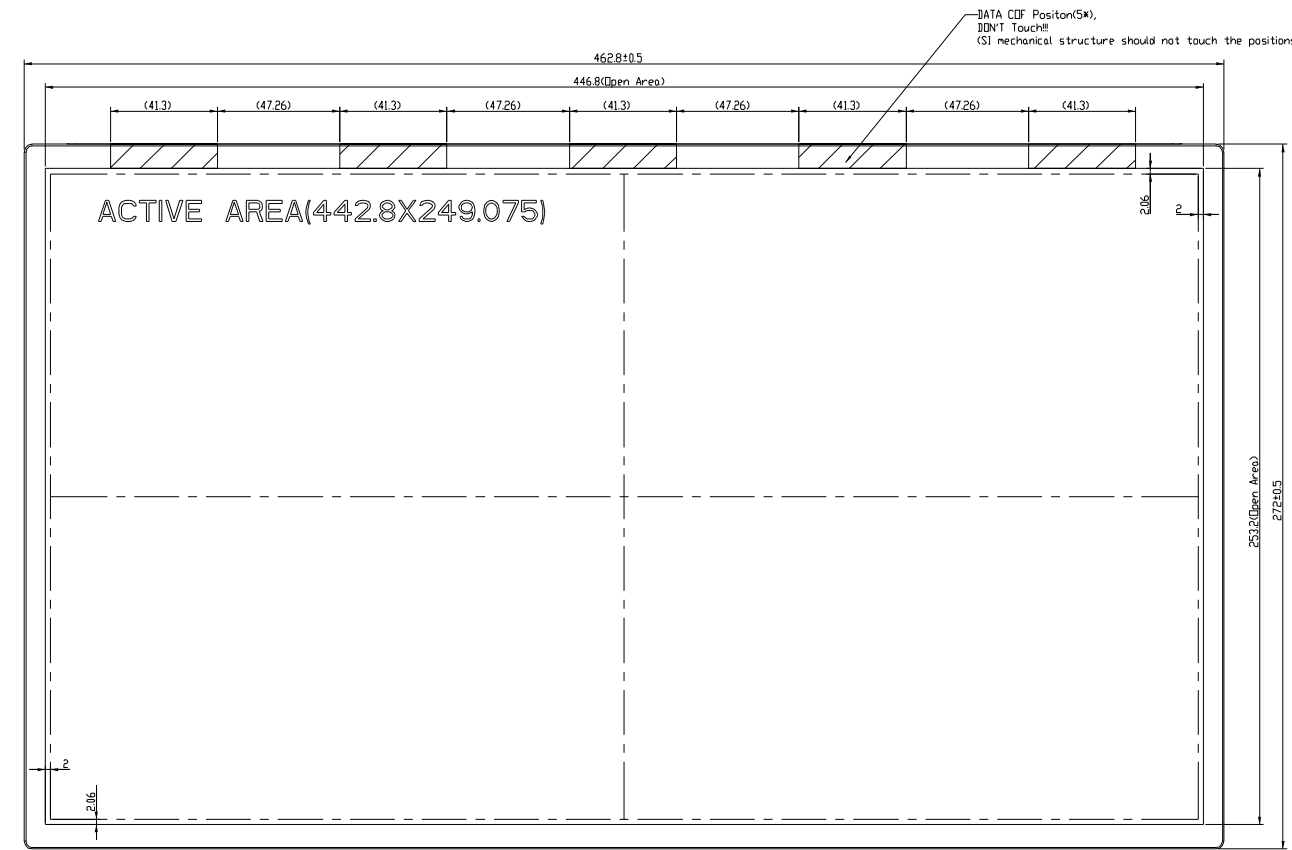 DATA COF Positon(5*),
DON'T Touch!!!
(SI mechanical structure should not touch the positions
462.8±0.5
446.8(Open Area)
(41.3) (47.26) (41.3) (47.26) (41.3) (47.26) (41.3) (47.26) (41.3)
ACTIVE AREA(442.8X249.075)
2.06
2
253.2(Open Area)
272±0.5
2
2.06